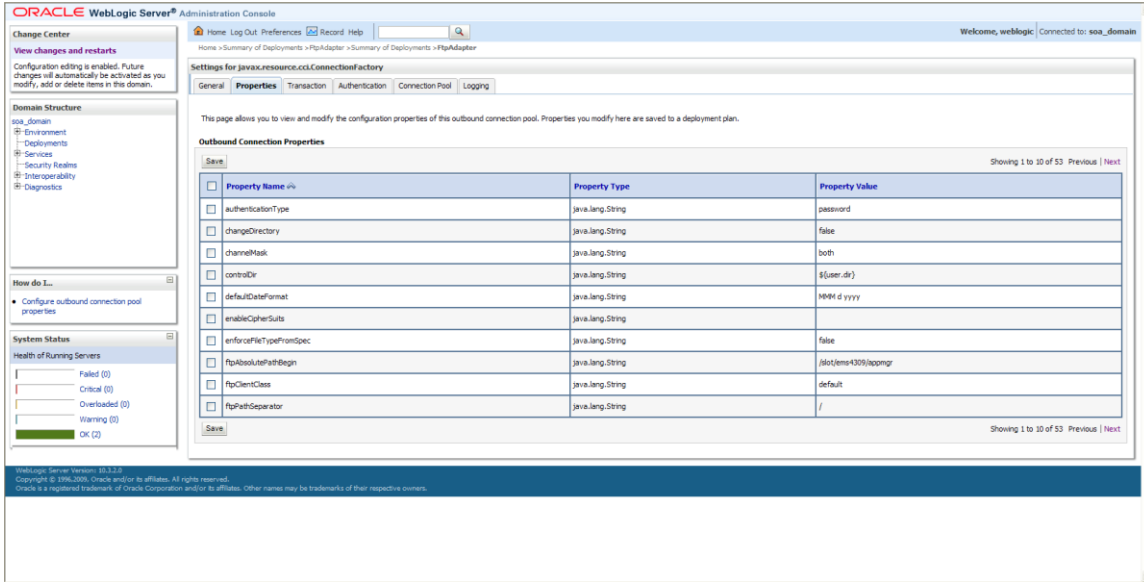 ORACLE WebLogic Server® Administration Console
Change Center
View changes and restarts
Configuration editing is enabled. Future
changes will automatically be activated as you
modify, add or delete items in this domain.
Domain Structure
soa_domain
Environment
Deployments
Services
Security Realms
Interoperability
Diagnostics
How do I...
Configure outbound connection pool
properties
System Status
Health of Running Servers
Failed (0)
Critical (0)
Overloaded (0)
Warning (0)
OK (2)
Home Log Out Preferences Record Help
Welcome, weblogic Connected to: soa_domain
Home >Summary of Deployments >FtpAdapter >Summary of Deployments >FtpAdapter
Settings for javax.resource.cci.ConnectionFactory
General Properties Transaction Authentication Connection Pool Logging
This page allows you to view and modify the configuration properties of this outbound connection pool. Properties you modify here are saved to a deployment plan.
Outbound Connection Properties
Save Showing 1 to 10 of 53 Previous | Next
Property Name Property Type Property Value
authenticationType java.lang.String password
changeDirectory java.lang.String false
channelMask java.lang.String both
controlDir java.lang.String ${user.dir}
defaultDateFormat java.lang.String MMM d yyyy
enableCipherSuits java.lang.String
enforceFileTypeFromSpec java.lang.String false
ftpAbsolutePathBegin java.lang.String /slot/ems4309/appmgr
ftpClientClass java.lang.String default
ftpPathSeparator java.lang.String /
Save Showing 1 to 10 of 53 Previous | Next
WebLogic Server Version: 10.3.2.0
Copyright © 1996,2009, Oracle and/or its affiliates. All rights reserved.
Oracle is a registered trademark of Oracle Corporation and/or its affiliates. Other names may be trademarks of their respective owners.